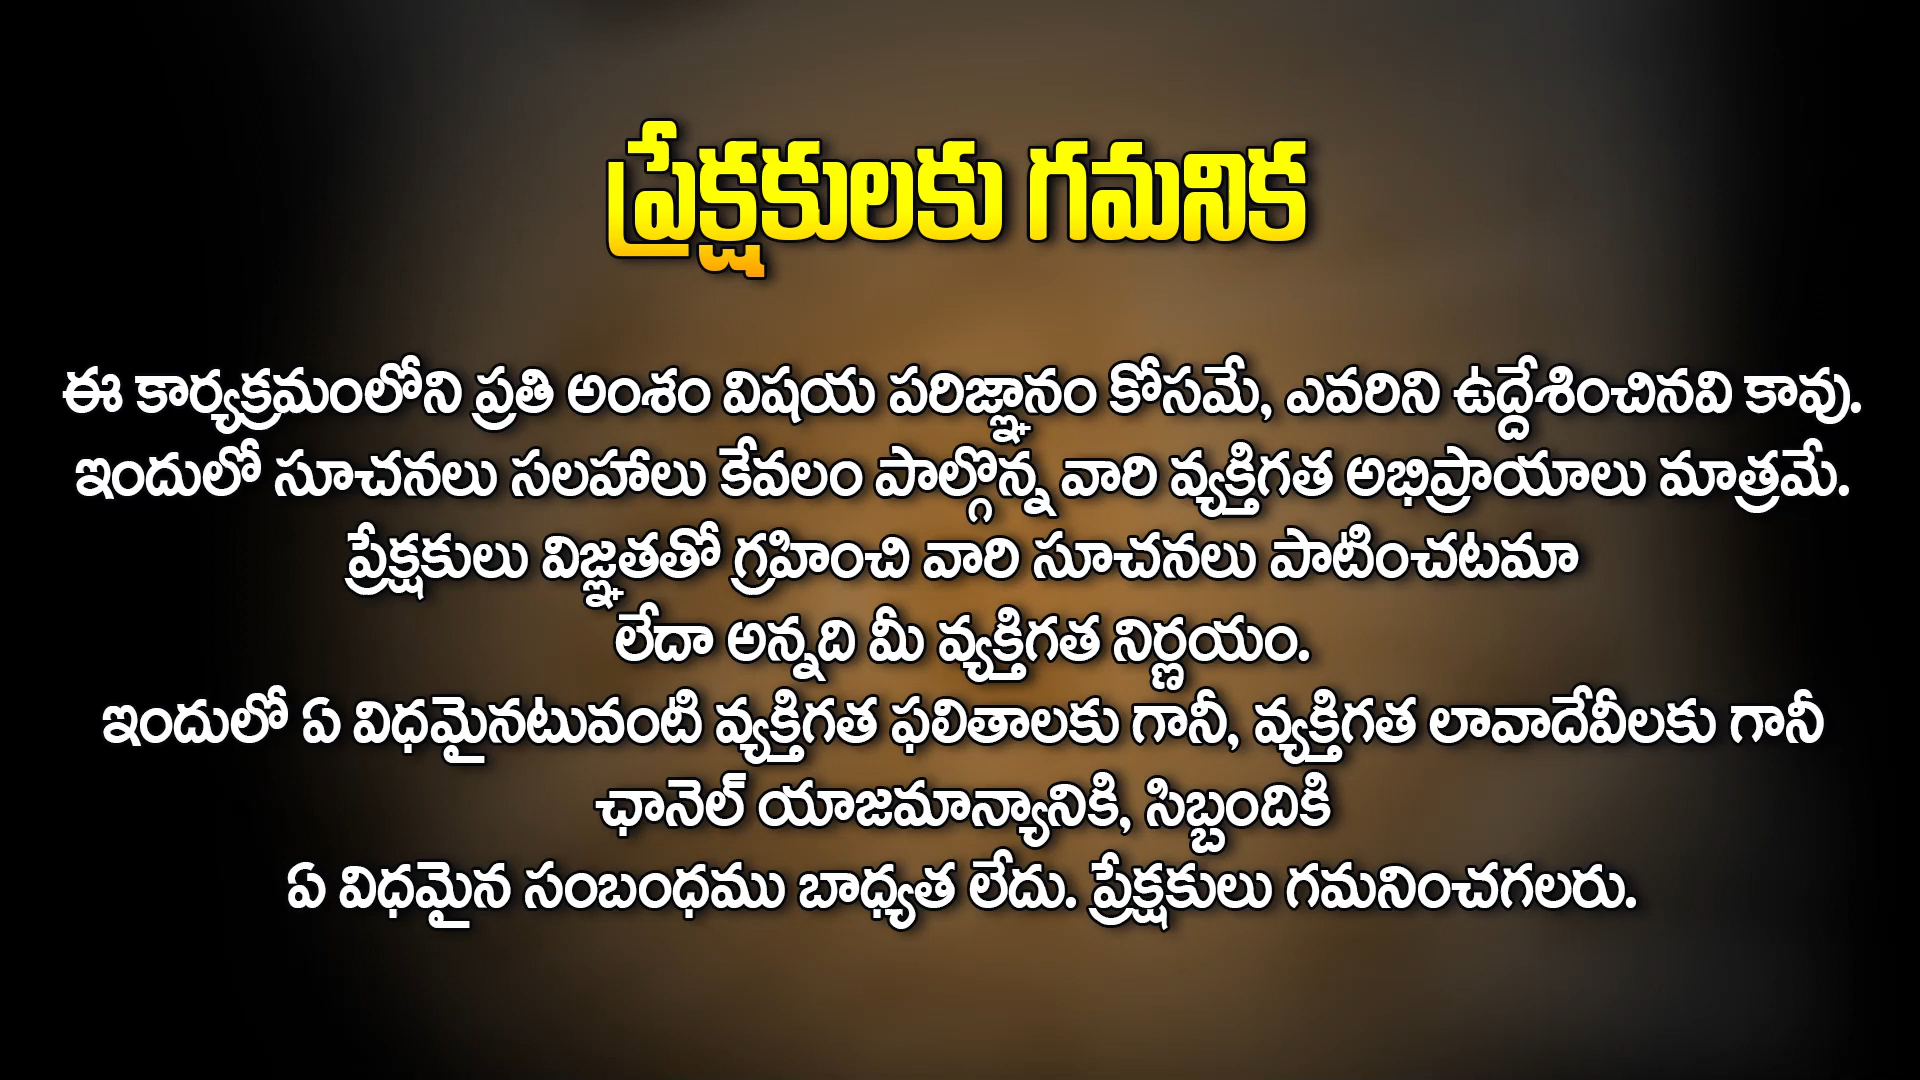 ప్రేక్షకులకు గమనిక
ఈ కార్యక్రమంలోని ప్రతి అంశం విషయ పరిజ్ఞానం కోసమే, ఎవరిని ఉద్దేశించినవి కావు.
ఇందులో సూచనలు సలహాలు కేవలం పాల్గొన్న వారి వ్యక్తిగత అభిప్రాయాలు మాత్రమే.
ప్రేక్షకులు విజ్ఞతతో గ్రహించి వారి సూచనలు పాటించటమా
లేదా అన్నది మీ వ్యక్తిగత నిర్ణయం.
ఇందులో ఏ విధమైనటువంటి వ్యక్తిగత ఫలితాలకు గానీ, వ్యక్తిగత లావాదేవీలకు గానీ
ఛానెల్ యాజమాన్యానికి, సిబ్బందికి
ఏ విధమైన సంబంధము బాధ్యత లేదు. ప్రేక్షకులు గమనించగలరు.